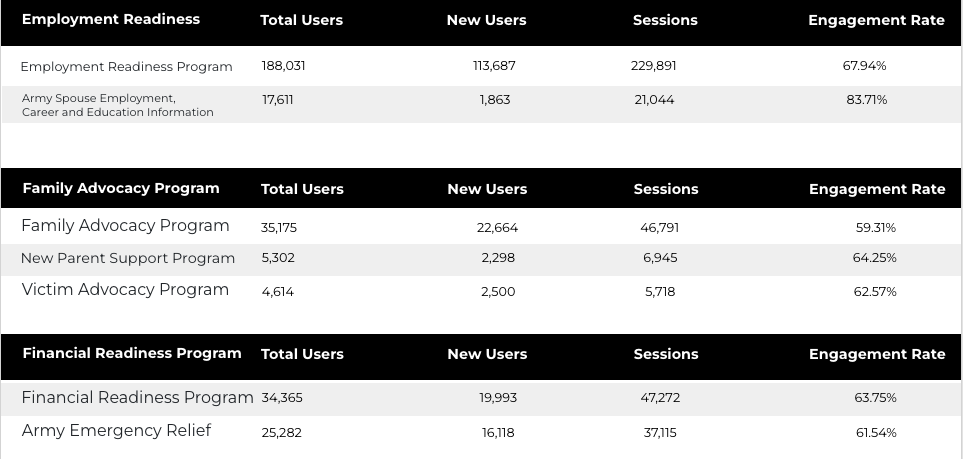 Employment Readiness Total Users New Users Sessions Engagement Rate
Employment Readiness Program 188,031 113,687 229,891 67.94%
Army Spouse Employment,
Career and Education Information 17,611 1,863 21,044 83.71%
Family Advocacy Program Total Users New Users Sessions Engagement Rate
Family Advocacy Program 35,175 22,664 46,791 59.31%
New Parent Support Program 5,302 2,298 6,945 64.25%
Victim Advocacy Program 4,614 2,500 5,718 62.57%
Financial Readiness Program Total Users New Users Sessions Engagement Rate
Financial Readiness Program 34,365 19,993 47,272 63.75%
Army Emergency Relief 25,282 16,118 37,115 61.54%